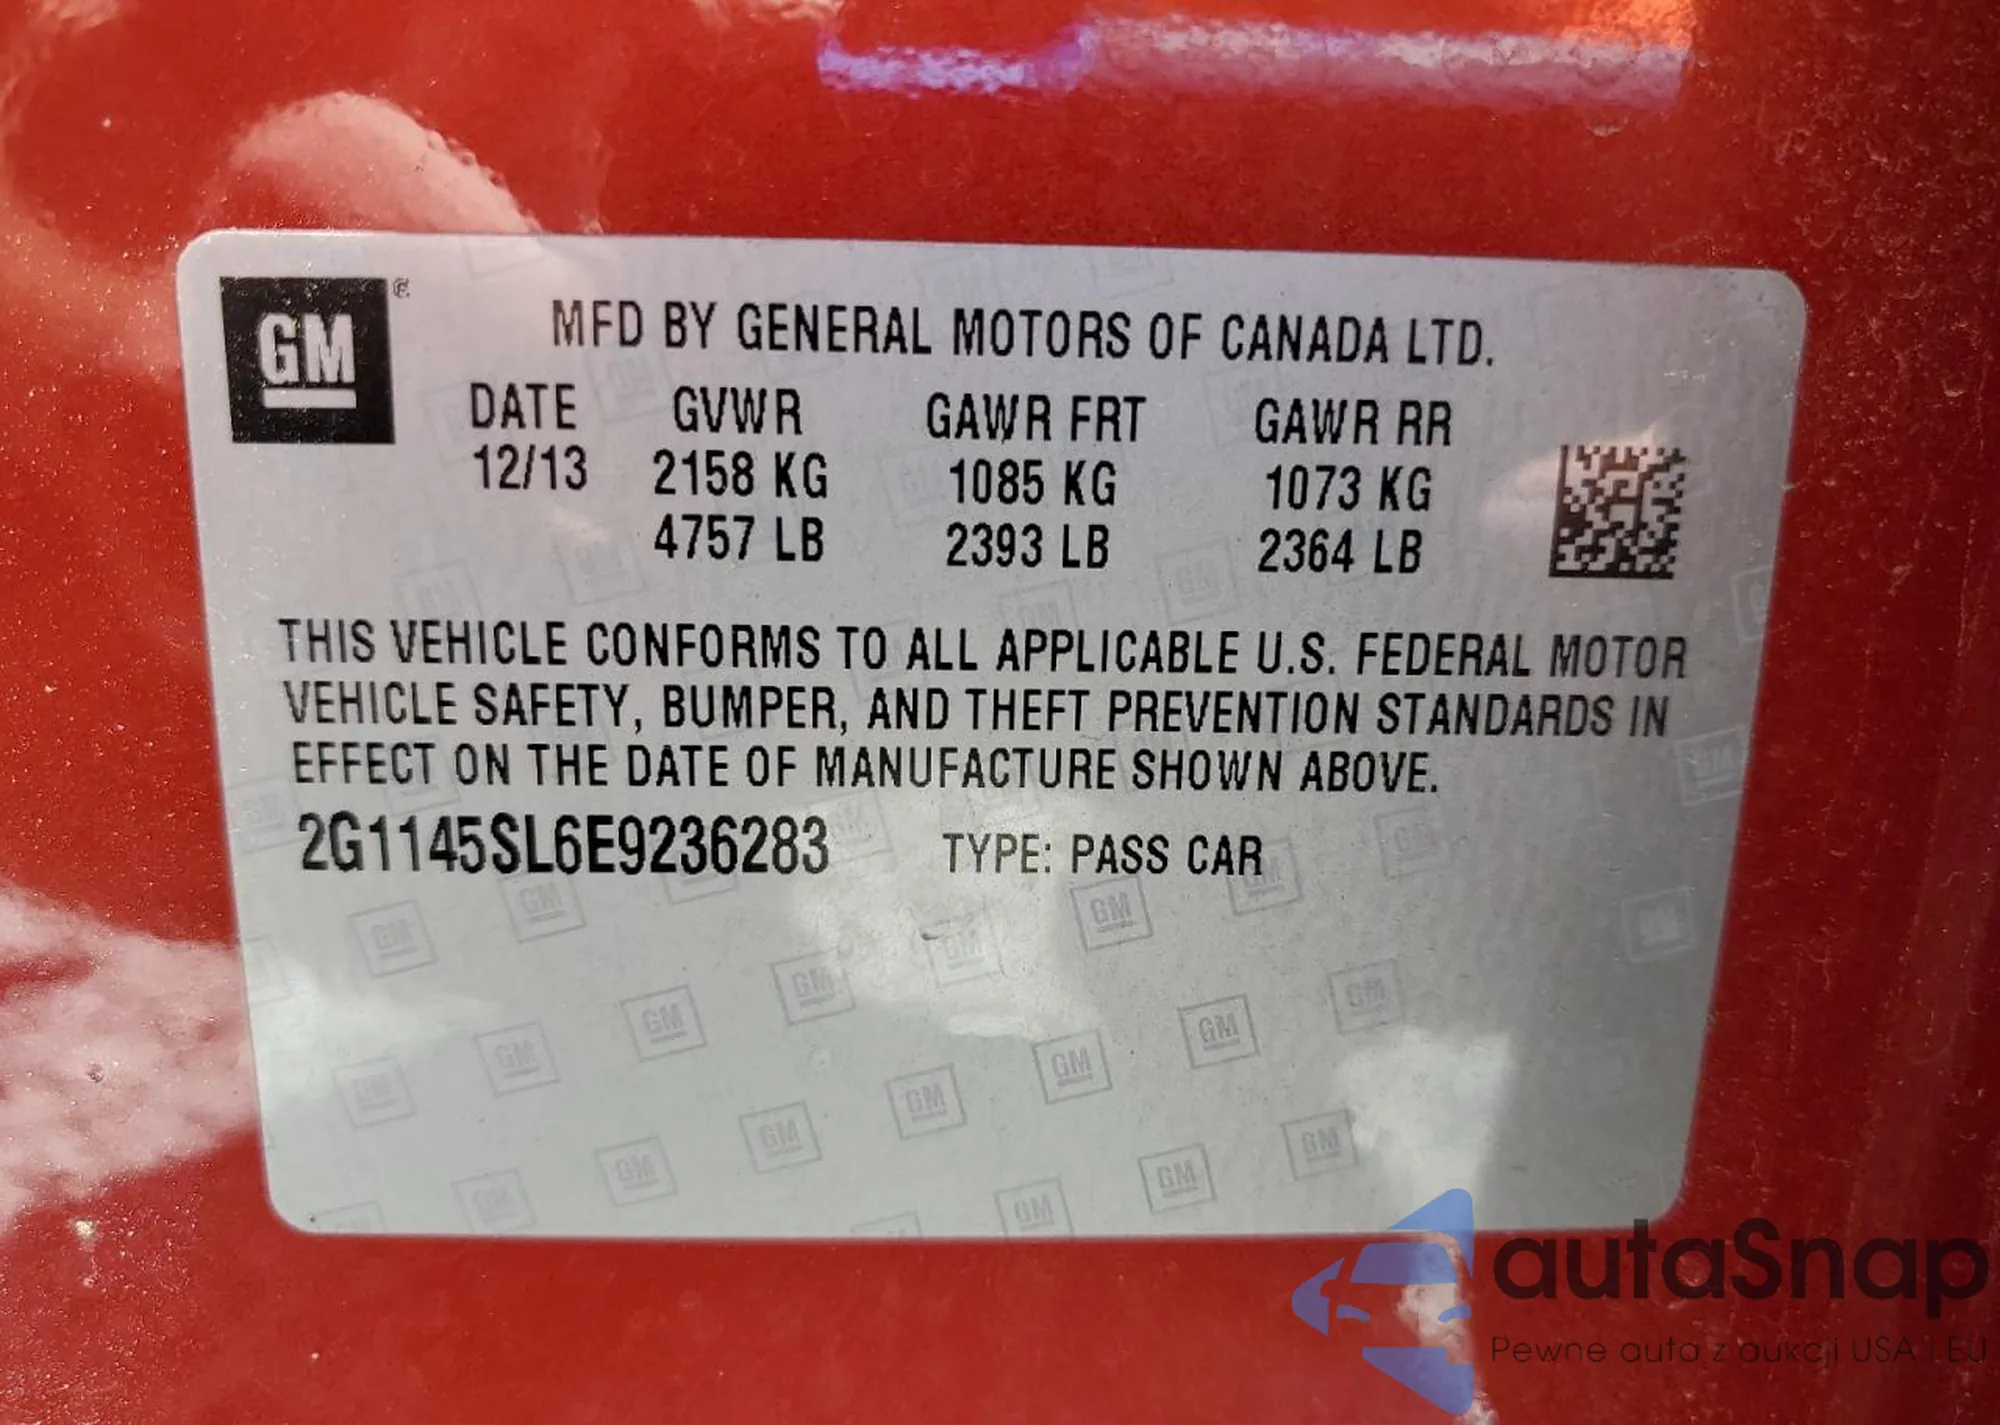 GM
MFD BY GENERAL MOTORS OF CANADA LTD.
DATE GVWR GAWR FRT GAWR RR
12/13 2158 KG 1085 KG 1073 KG
4757 LB 2393 LB 2364 LB
THIS VEHICLE CONFORMS TO ALL APPLICABLE U.S. FEDERAL MOTOR
VEHICLE SAFETY, BUMPER, AND THEFT PREVENTION STANDARDS IN
EFFECT ON THE DATE OF MANUFACTURE SHOWN ABOVE.
2G1145SL6E9236283 TYPE: PASS CAR
autaSnap
Pewne auta z aukcji USA i EU